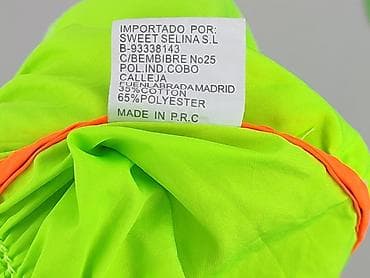 IMPORTADO POR:
SWEET SELINA S.L
B-93338143
C/BEMBIBRE No25
POL.IND.COBO
CALLEJA
FUENLABRADA MADRID
35%COTTON
65%POLYESTER
MADE IN P.R.C